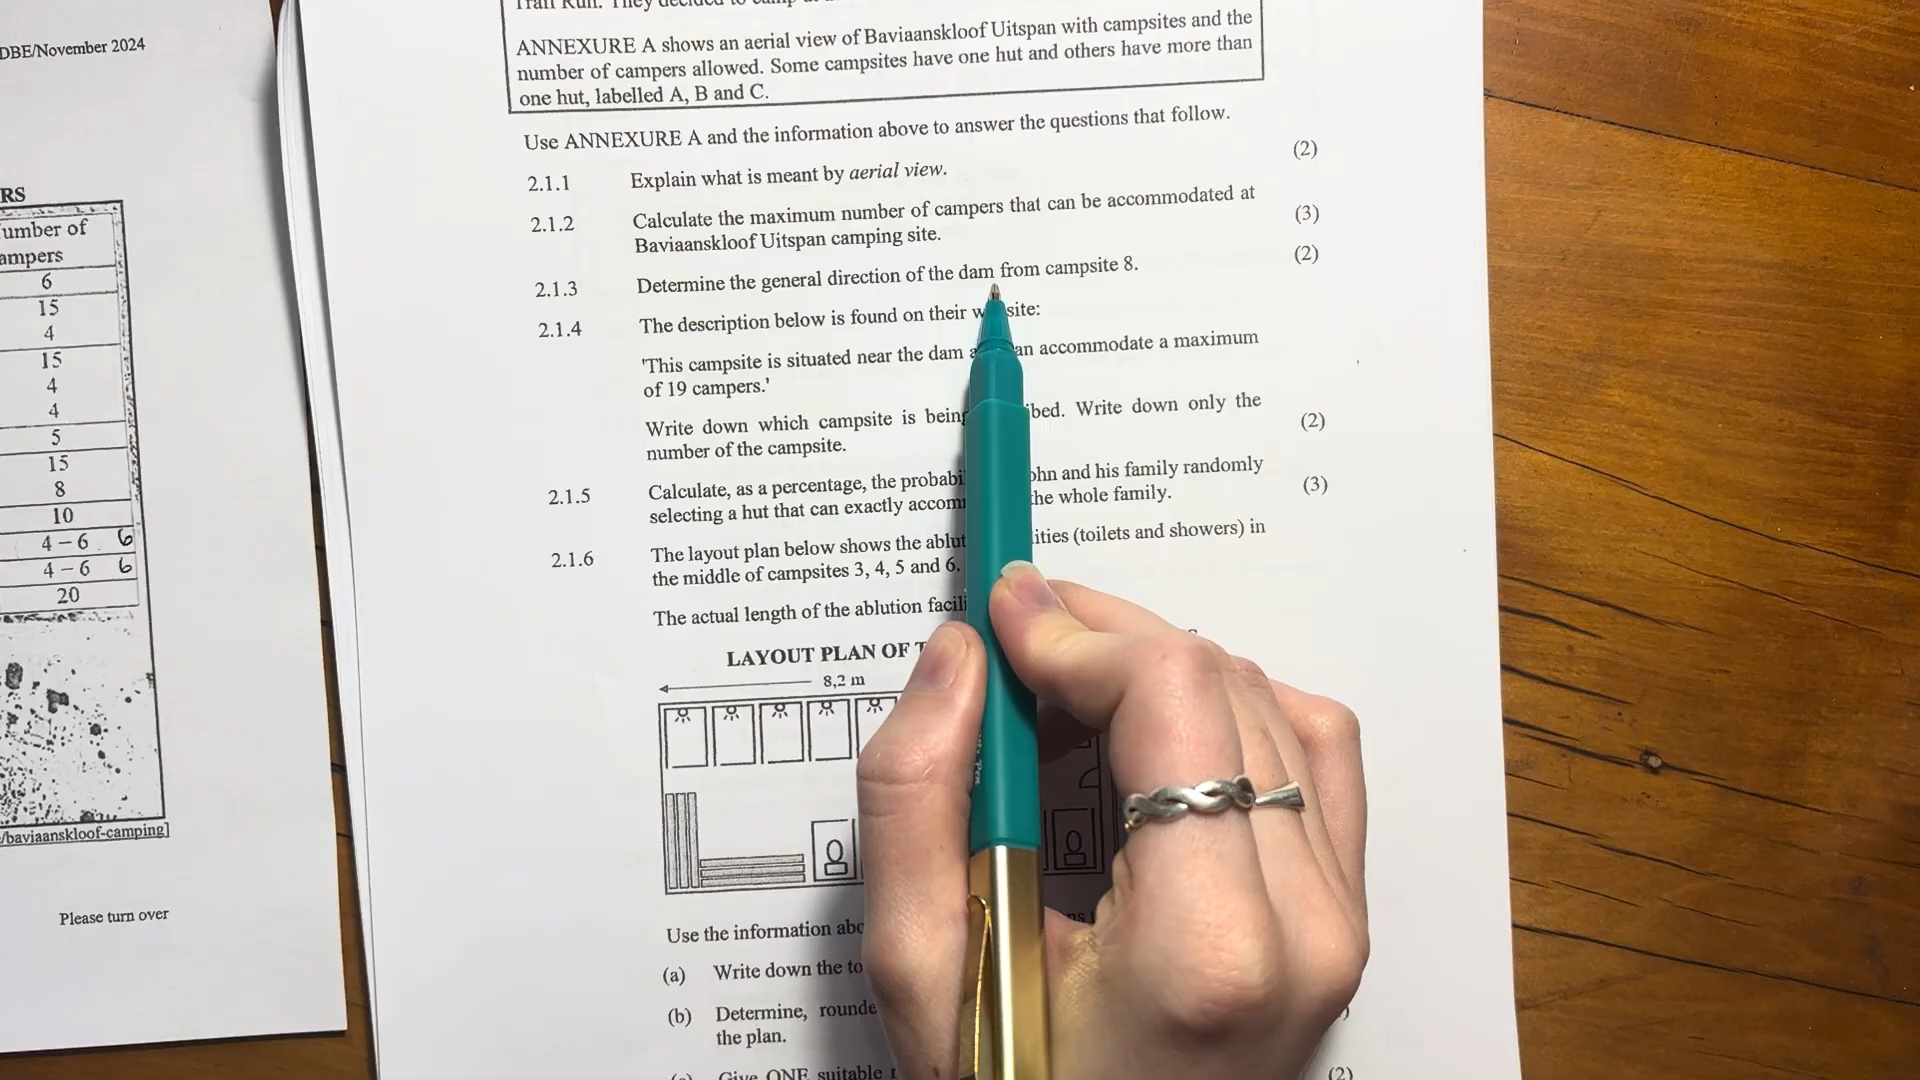 DBE/November 2024
RS
umber of
ampers
6
15
4
15
4
4
5
15
8
10
4 – 6 6
4 – 6 6
20
/baviaanskloof-camping]
Please turn over
ANNEXURE A shows an aerial view of Baviaanskloof Uitspan with campsites and the
number of campers allowed. Some campsites have one hut and others have more than
one hut, labelled A, B and C.
Use ANNEXURE A and the information above to answer the questions that follow.
2.1.1 Explain what is meant by aerial view. (2)
2.1.2 Calculate the maximum number of campers that can be accommodated at
Baviaanskloof Uitspan camping site. (3)
2.1.3 Determine the general direction of the dam from campsite 8. (2)
2.1.4 The description below is found on their w site:
'This campsite is situated near the dam a an accommodate a maximum
of 19 campers.'
Write down which campsite is being ibed. Write down only the
number of the campsite. (2)
2.1.5 Calculate, as a percentage, the probabi ohn and his family randomly
selecting a hut that can exactly accom the whole family. (3)
2.1.6 The layout plan below shows the ablut ities (toilets and showers) in
the middle of campsites 3, 4, 5 and 6.
The actual length of the ablution facili
LAYOUT PLAN OF
8,2 m
Use the information abo
(a) Write down the to
(b) Determine, rounde
the plan.
Give ONE suitable (2)